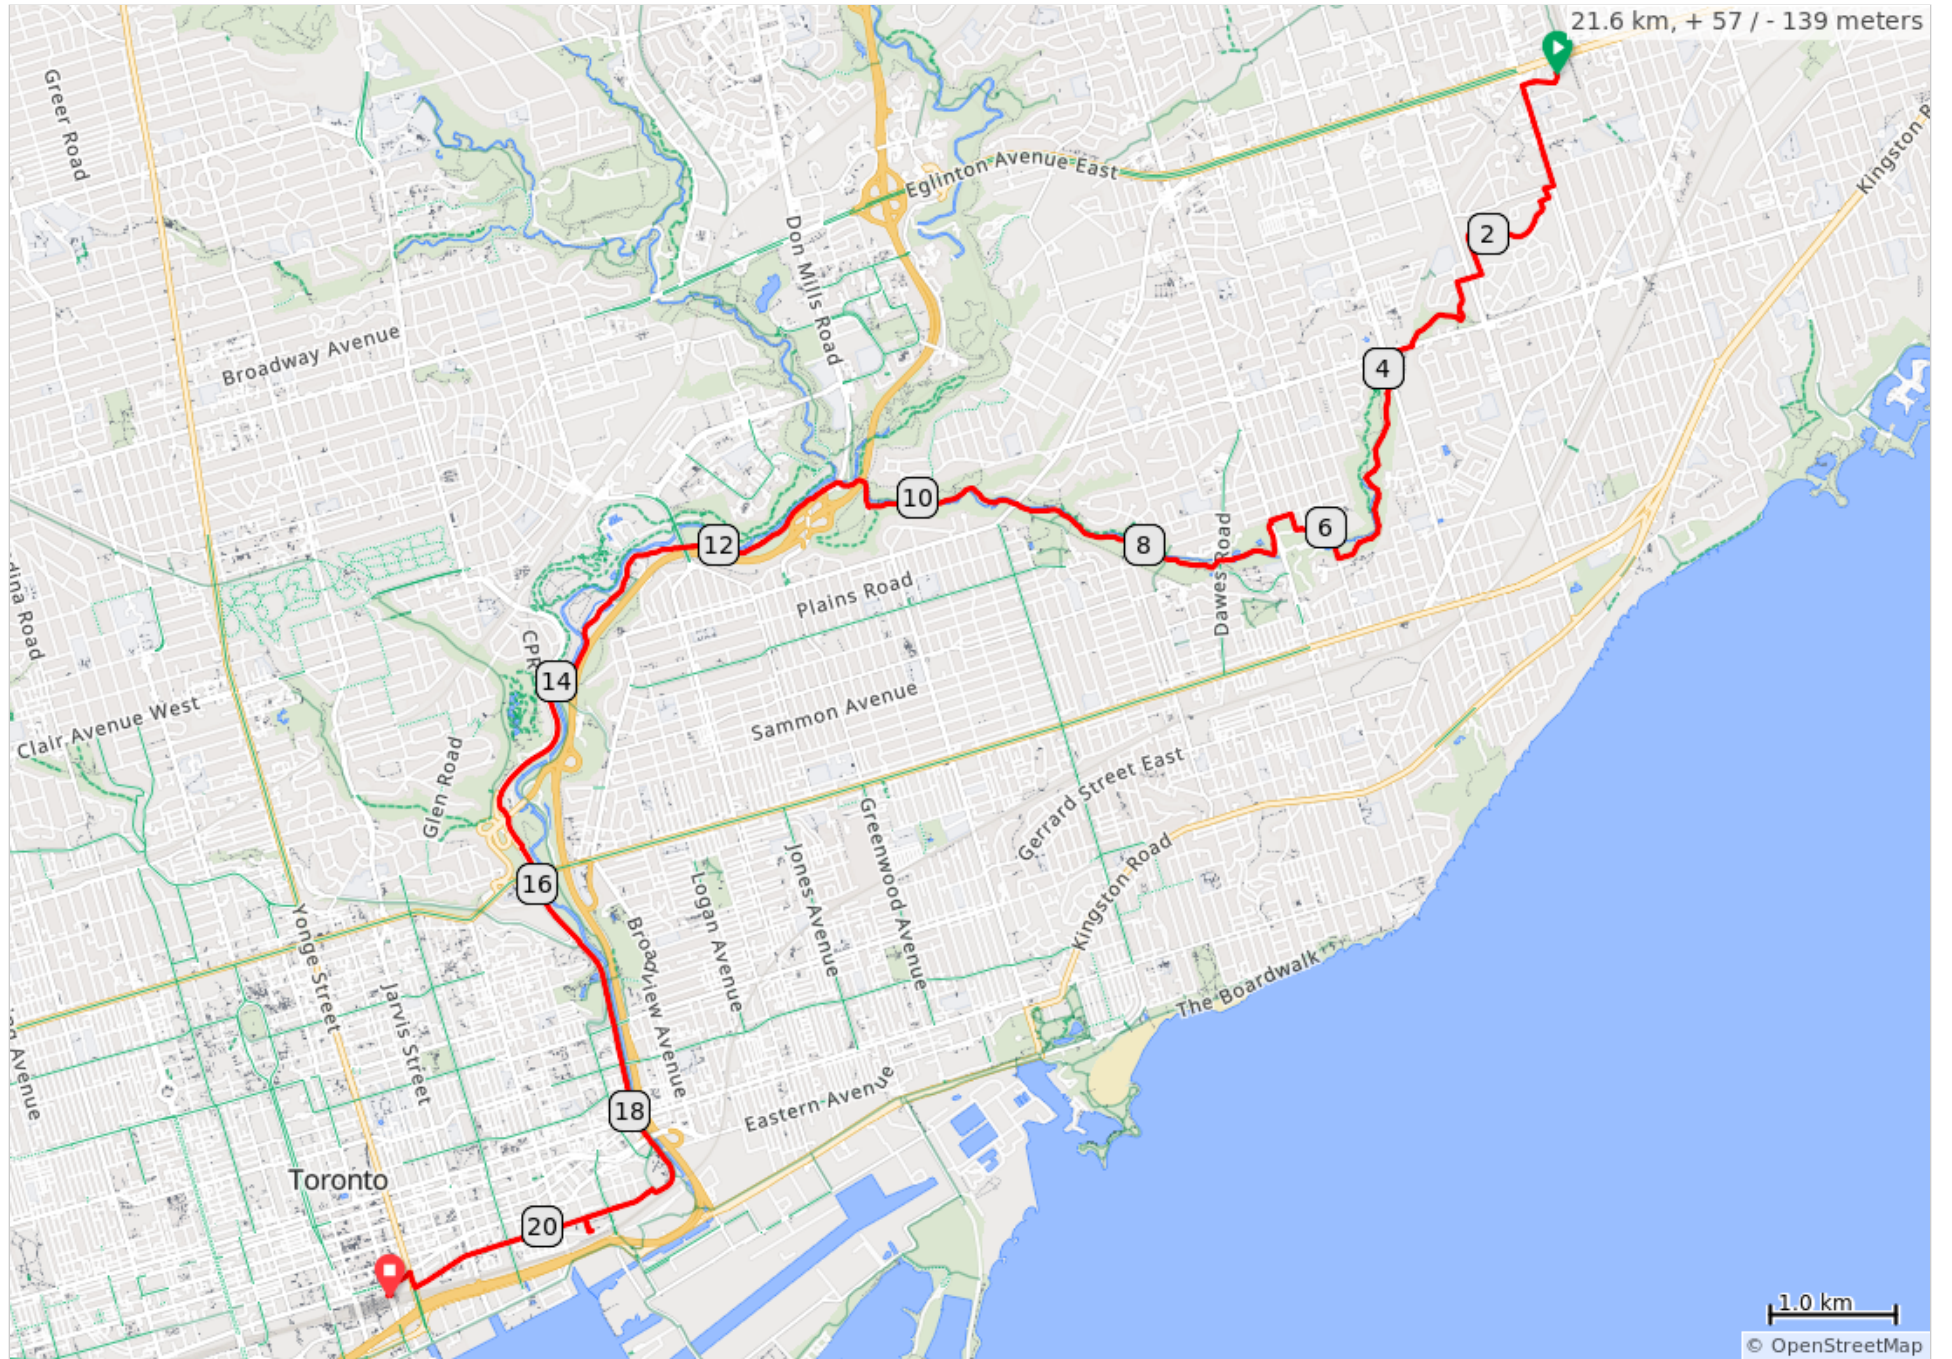 21.6 km, + 57 / - 139 meters
Greer Road
Kingston R
Eglinton Avenue East
Don Mills Road
2
Broadway Avenue
4
10
Dawes Road
6
8
12
Plains Road
dina Road
CPR
14
Sammon Avenue
Clair Avenue West
Glen Road
Gerrard Street East
Greenwood Avenue
Jones Avenue
Kingston Road
16
Logan Avenue
Yonge Street
Broadview Avenue
The Boardwalk
Jarvis Street
Avenue
Eastern Avenue
18
Toronto
20
1.0 km
© OpenStreetMap